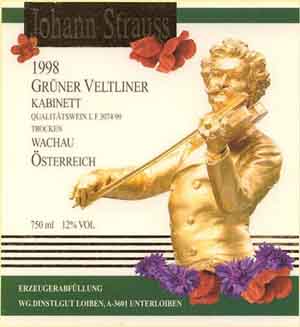 Johann Strauss
1998
GRÜNER VELTLINER
KABINETT
QUALITÄTSWEIN L F 3074/99
TROCKEN
WACHAU
ÖSTERREICH
750 ml 12% VOL
ERZEUGERABFÜLLUNG
WG.DINSTLGUT LOIBEN, A-3601 UNTERLOIBEN